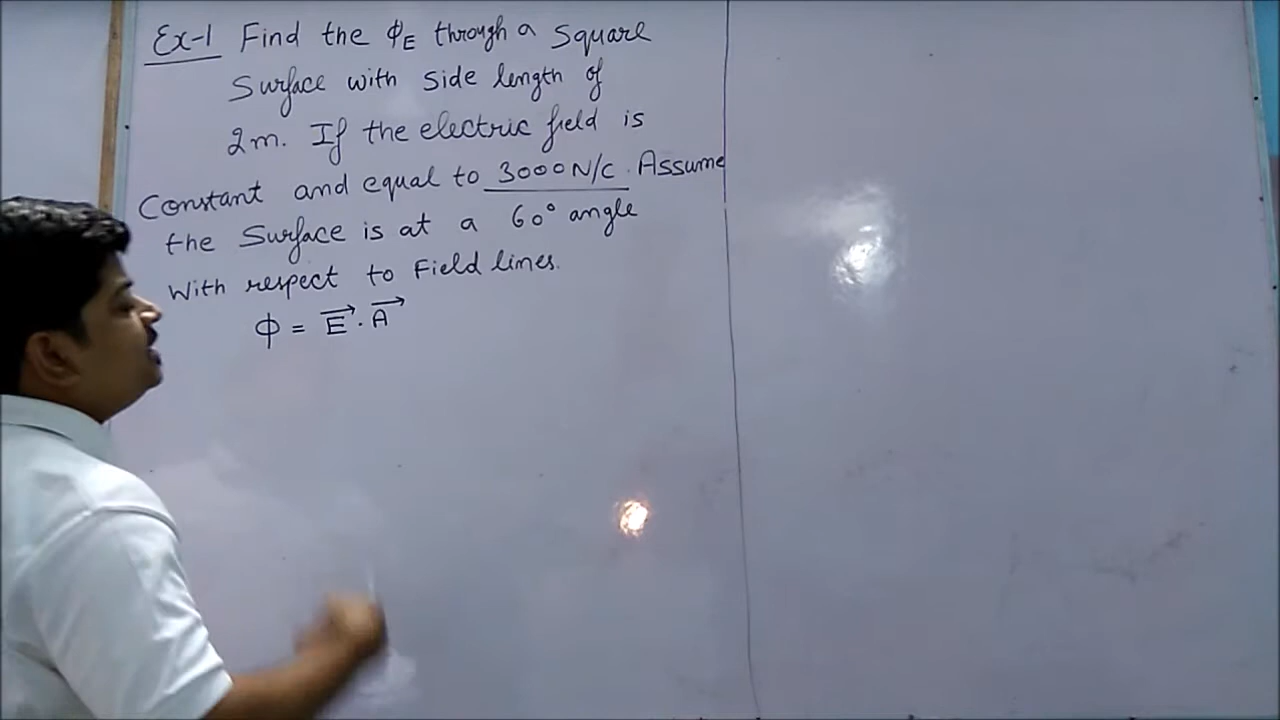 Ex-1 Find the ϕE through a square
Surface with side length of
2m. If the electric field is
Constant and equal to 3000N/C. Assume
the Surface is at a 60° angle
With respect to Field lines.
ϕ = E⃗ . A⃗